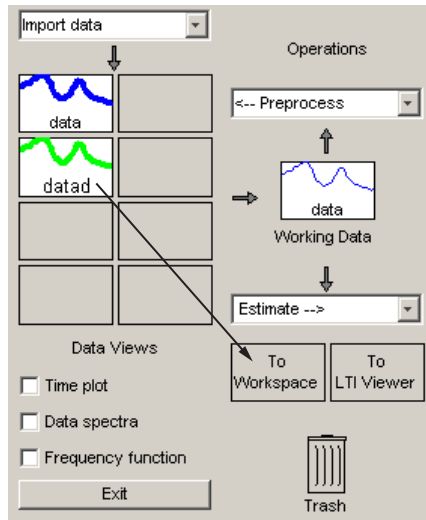 Import data
Operations
<-- Preprocess
data
datad
data
Working Data
Estimate -->
Data Views
To Workspace
To LTI Viewer
Time plot
Data spectra
Frequency function
Exit
Trash